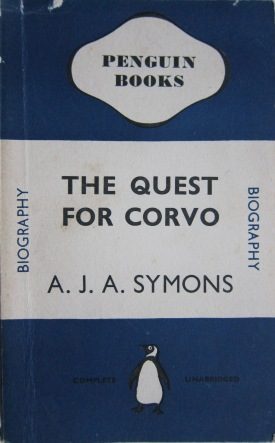 PENGUIN
BOOKS
BIOGRAPHY
THE QUEST
FOR CORVO
A. J. A. SYMONS
BIOGRAPHY
COMPLETE UNABRIDGED